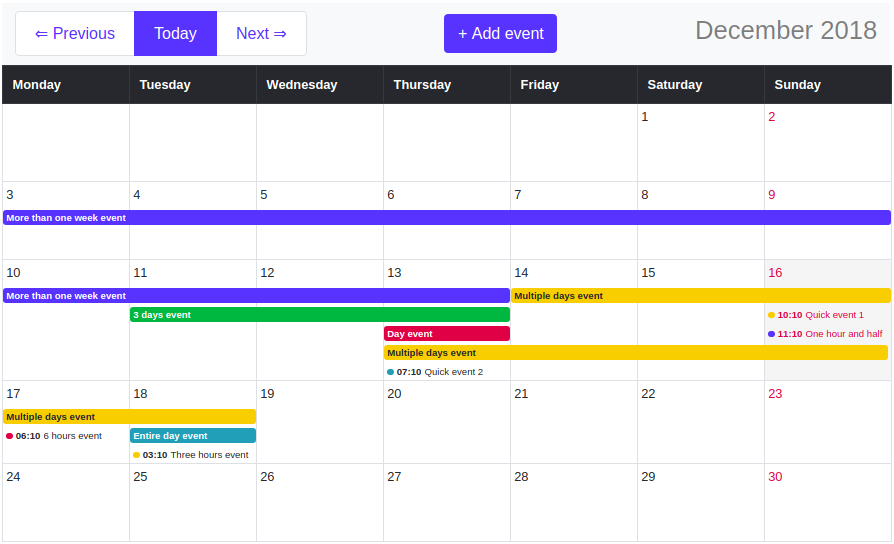 ⇐ Previous Today Next ⇒ + Add event December 2018
Monday Tuesday Wednesday Thursday Friday Saturday Sunday
1 2
3 4 5 6 7 8 9
More than one week event
10 11 12 13 14 15 16
More than one week event Multiple days event
3 days event 10:10 Quick event 1
Day event 11:10 One hour and half
Multiple days event
07:10 Quick event 2
17 18 19 20 21 22 23
Multiple days event
06:10 6 hours event Entire day event
03:10 Three hours event
24 25 26 27 28 29 30